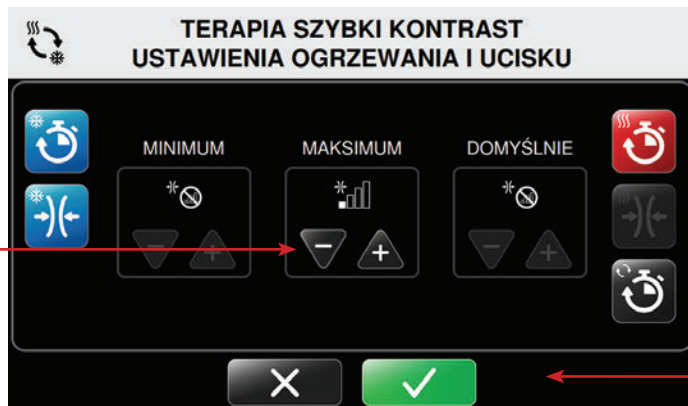 TERAPIA SZYBKI KONTRAST
USTAWIENIA OGRZEWANIA I UCISKU
MINIMUM
MAKSIMUM
DOMYŚLNIE